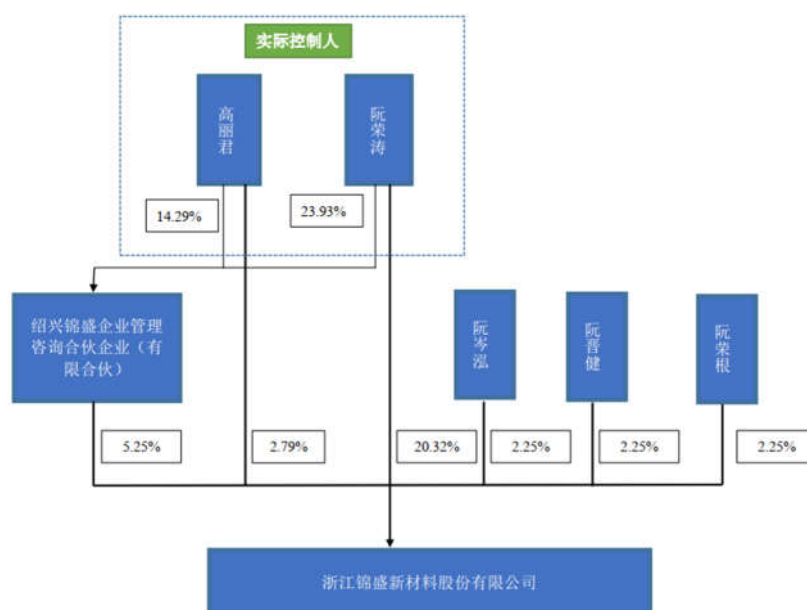 实际控制人
高丽君
阮荣涛
14.29%
23.93%
绍兴锦盛企业管理
咨询合伙企业（有
限合伙）
阮岑泓
阮晋健
阮荣根
5.25%
2.79%
20.32%
2.25%
2.25%
2.25%
浙江锦盛新材料股份有限公司